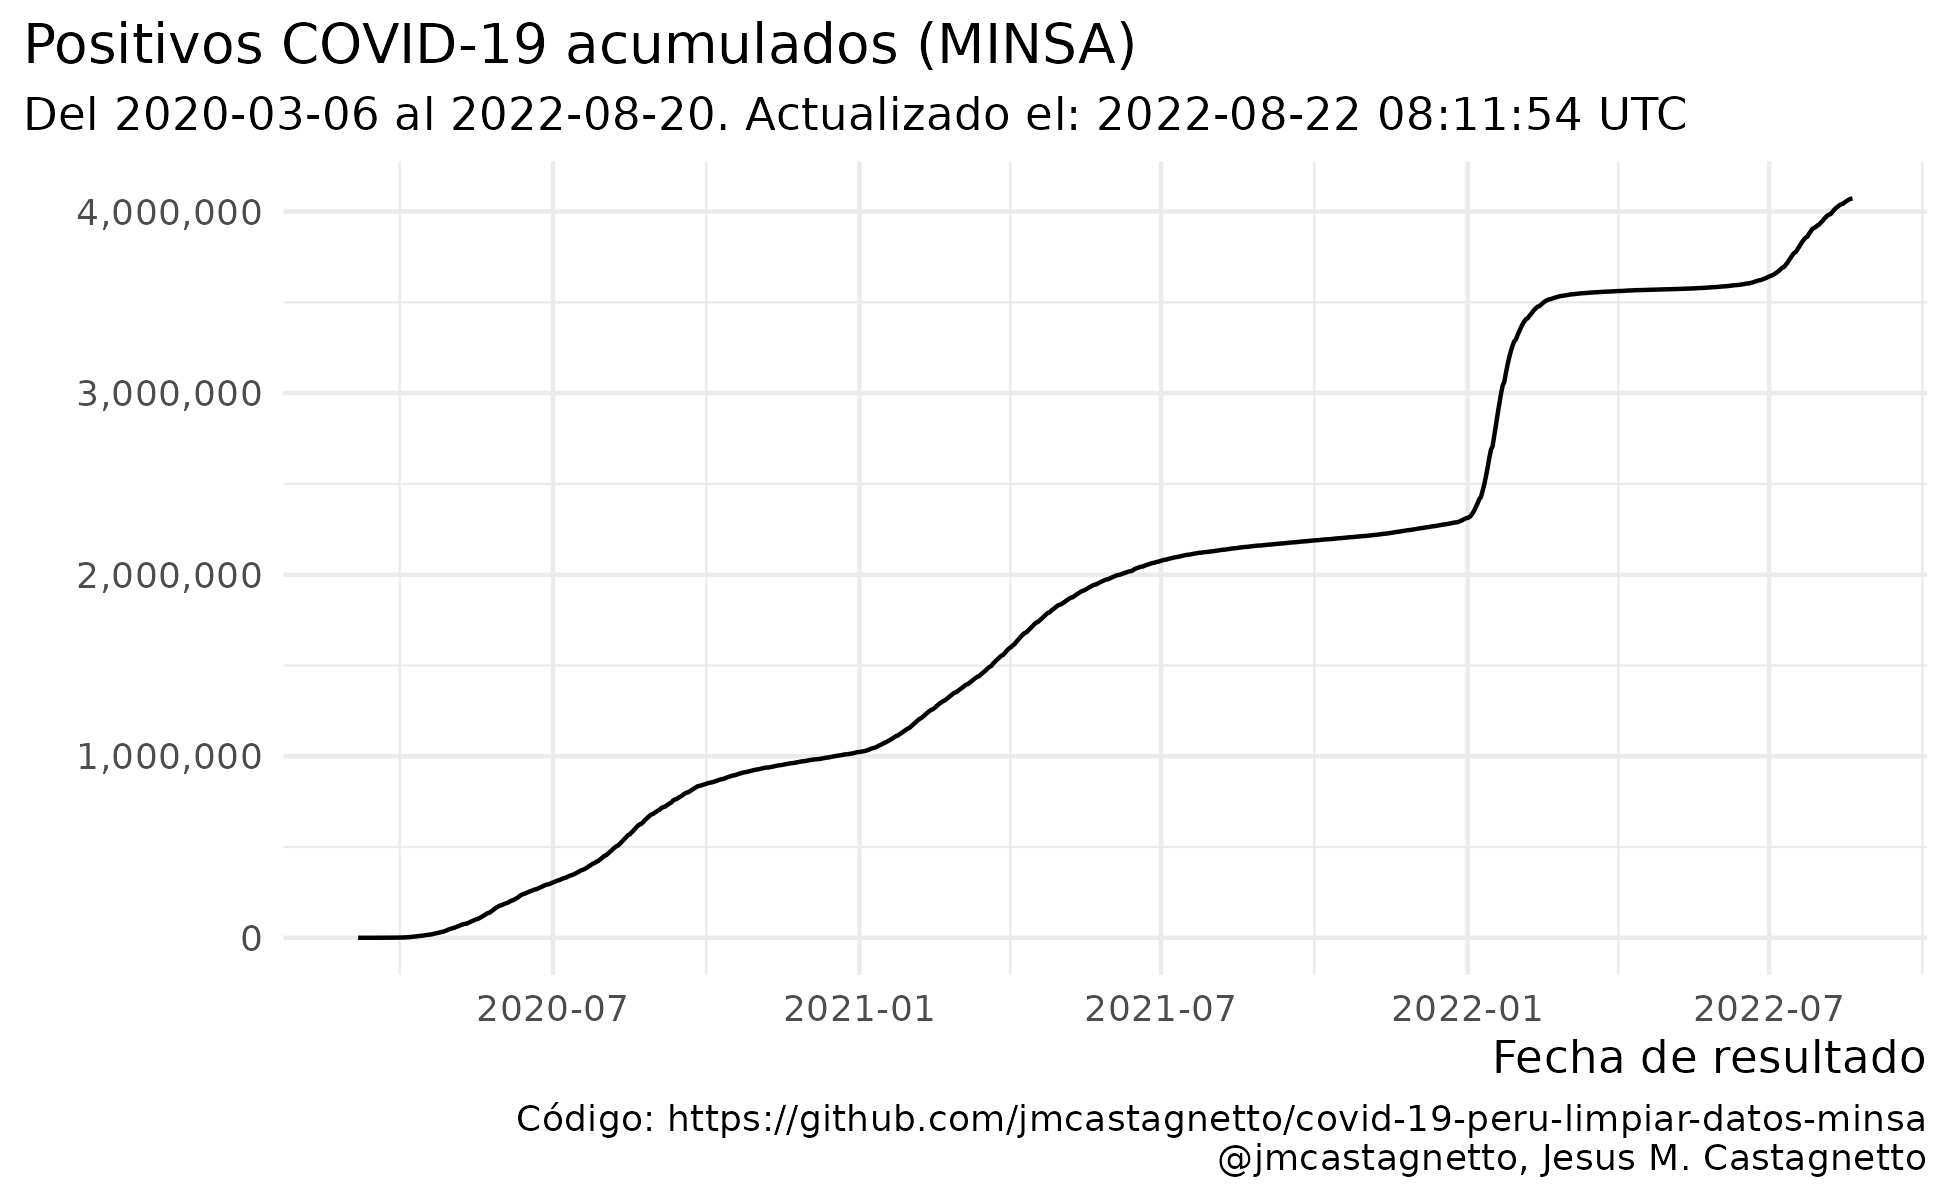 Positivos COVID-19 acumulados (MINSA)
Del 2020-03-06 al 2022-08-20. Actualizado el: 2022-08-22 08:11:54 UTC
4,000,000
3,000,000
2,000,000
1,000,000
0
2020-07 2021-01 2021-07 2022-01 2022-07
Fecha de resultado
Código: https://github.com/jmcastagnetto/covid-19-peru-limpiar-datos-minsa
@jmcastagnetto, Jesus M. Castagnetto